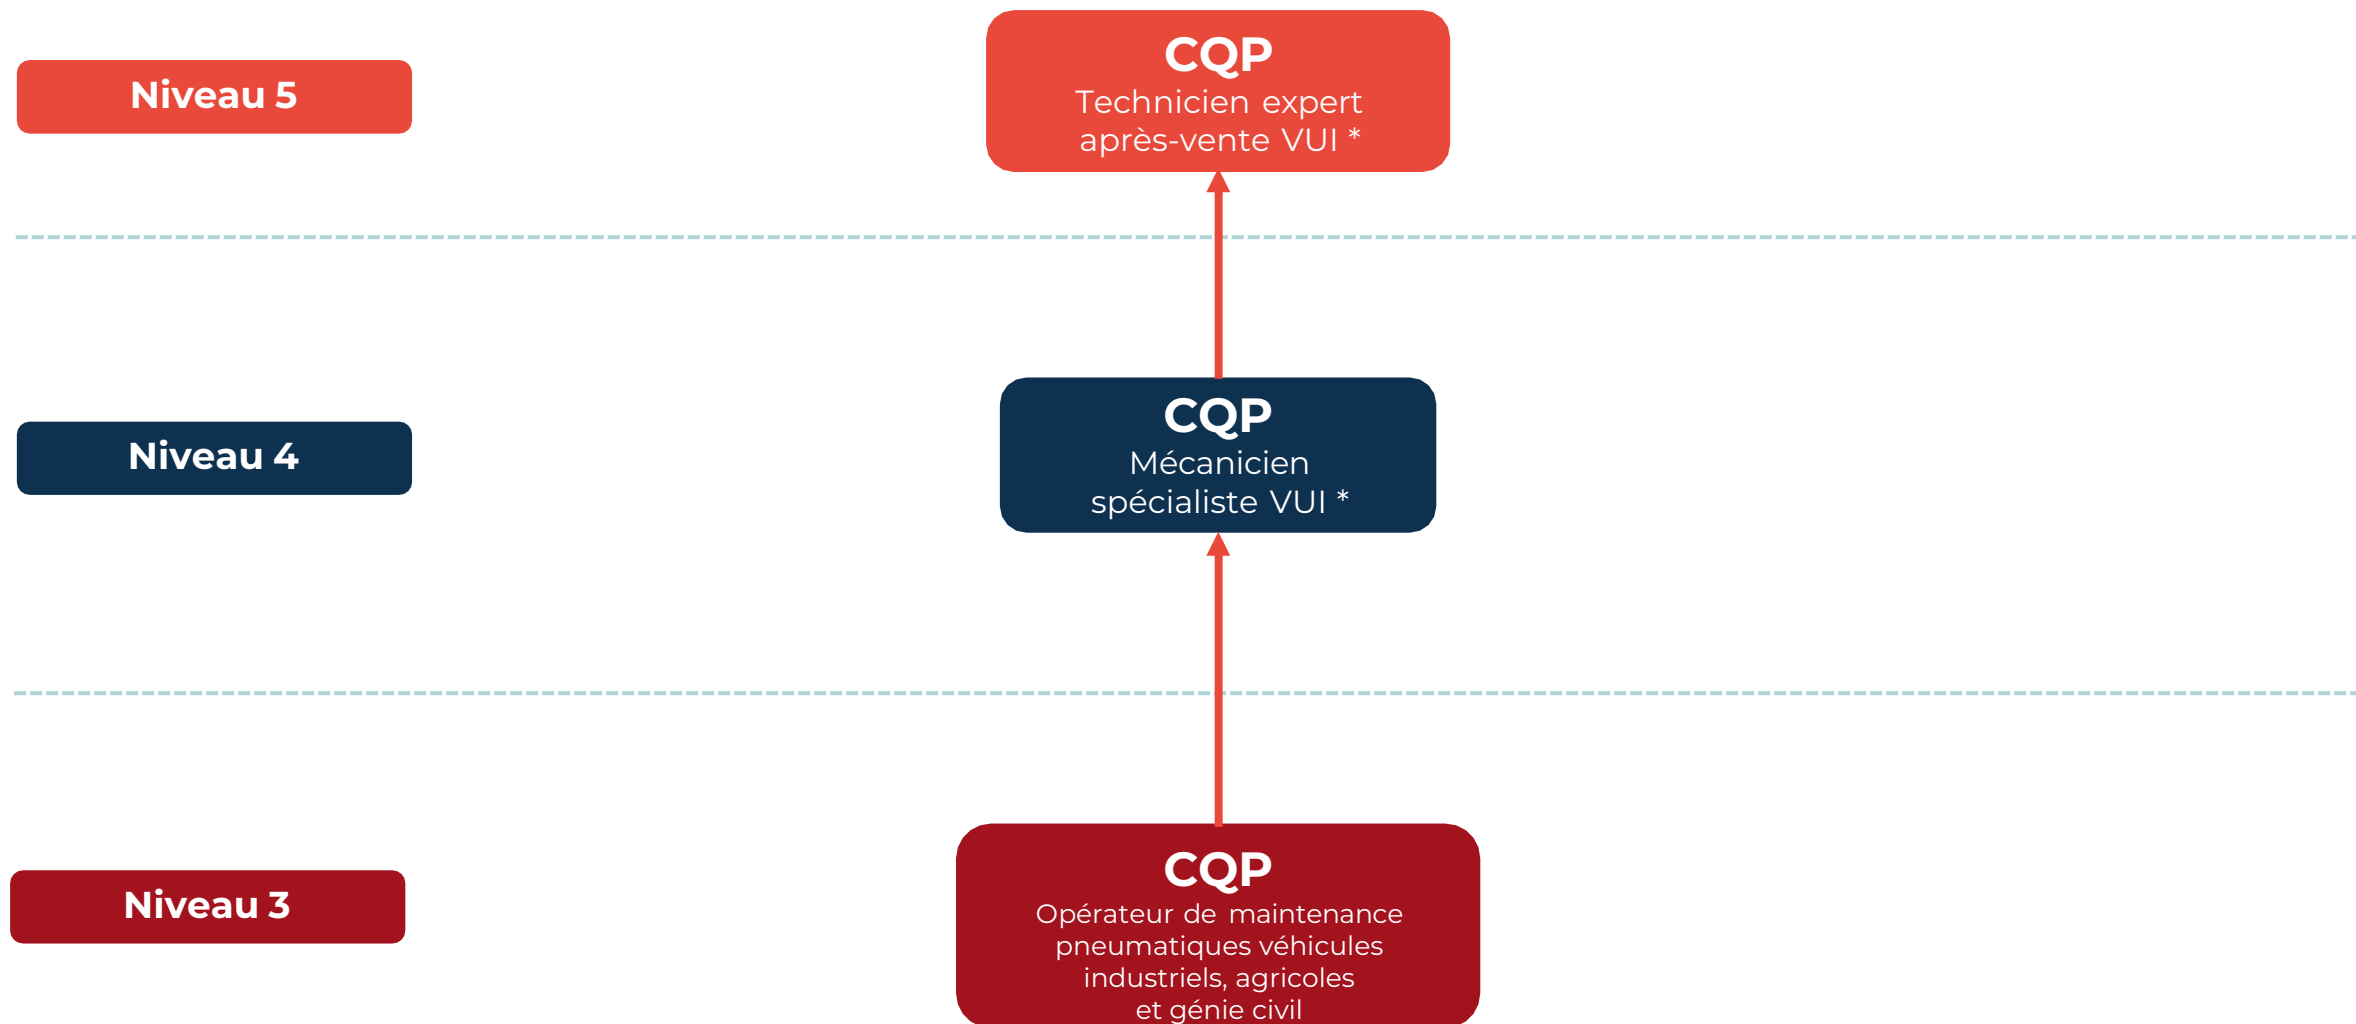 Niveau 5
CQP
Technicien expert
après-vente VUI *
Niveau 4
CQP
Mécanicien
spécialiste VUI *
Niveau 3
CQP
Opérateur de maintenance
pneumatiques véhicules
industriels, agricoles
et génie civil